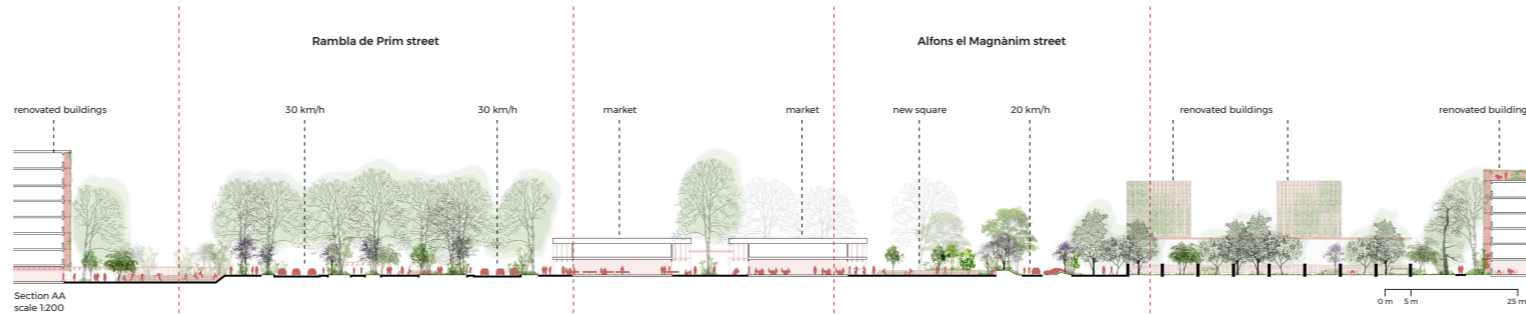 Rambla de Prim street
Alfons el Magnànim street
renovated buildings
30 km/h
30 km/h
market
market
new square
20 km/h
renovated buildings
renovated building
Section AA
scale 1:200
0 m 5 m 25 m